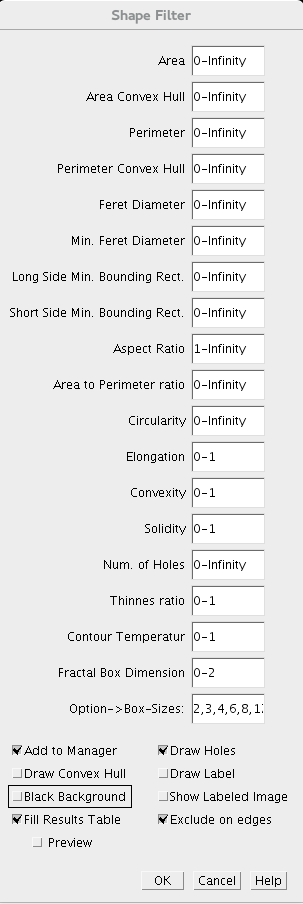 Shape Filter
Area 0-Infinity
Area Convex Hull 0-Infinity
Perimeter 0-Infinity
Perimeter Convex Hull 0-Infinity
Feret Diameter 0-Infinity
Min. Feret Diameter 0-Infinity
Long Side Min. Bounding Rect. 0-Infinity
Short Side Min. Bounding Rect. 0-Infinity
Aspect Ratio 1-Infinity
Area to Perimeter ratio 0-Infinity
Circularity 0-Infinity
Elongation 0-1
Convexity 0-1
Solidity 0-1
Num. of Holes 0-Infinity
Thinnes ratio 0-1
Contour Temperatur 0-1
Fractal Box Dimension 0-2
Option->Box-Sizes: 2,3,4,6,8,12
Add to Manager Draw Holes
Draw Convex Hull Draw Label
Black Background Show Labeled Image
Fill Results Table Exclude on edges
Preview
OK Cancel Help